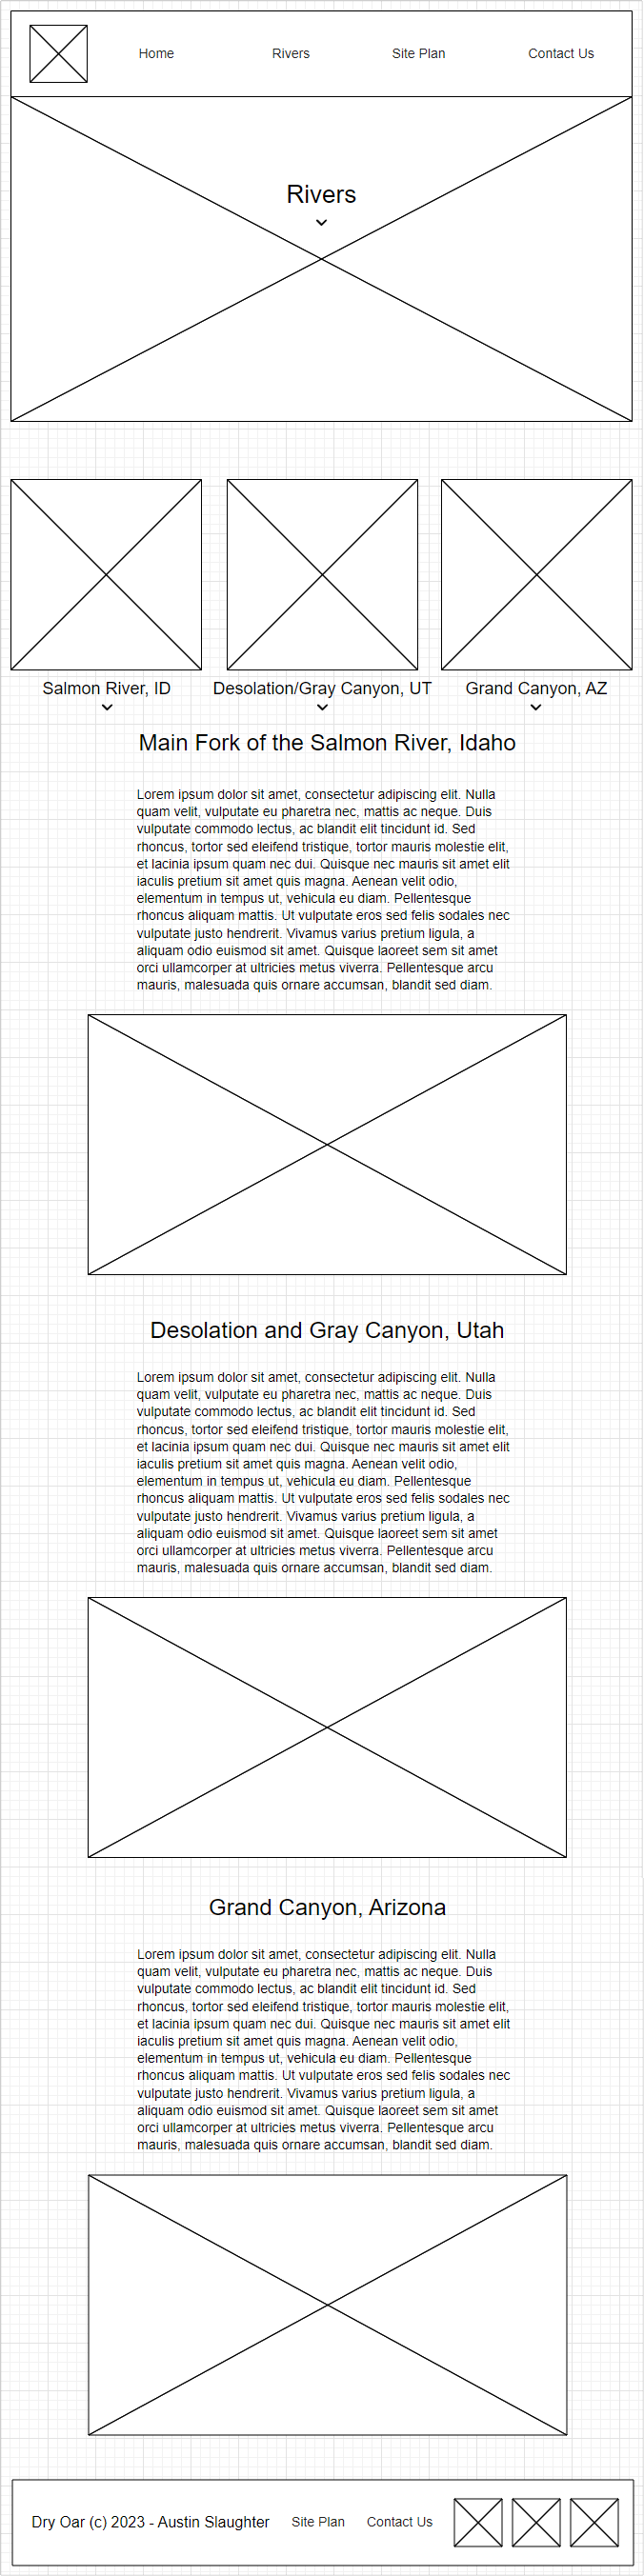 Home Rivers Site Plan Contact Us
Rivers
Salmon River, ID Desolation/Gray Canyon, UT Grand Canyon, AZ
Main Fork of the Salmon River, Idaho
Lorem ipsum dolor sit amet, consectetur adipiscing elit. Nulla
quam velit, vulputate eu pharetra nec, mattis ac neque. Duis
vulputate commodo lectus, ac blandit elit tincidunt id. Sed
rhoncus, tortor sed eleifend tristique, tortor mauris molestie elit,
et lacinia ipsum quam nec dui. Quisque nec mauris sit amet elit
iaculis pretium sit amet quis magna. Aenean velit odio,
elementum in tempus ut, vehicula eu diam. Pellentesque
rhoncus aliquam mattis. Ut vulputate eros sed felis sodales nec
vulputate justo hendrerit. Vivamus varius pretium ligula, a
aliquam odio euismod sit amet. Quisque laoreet sem sit amet
orci ullamcorper at ultricies metus viverra. Pellentesque arcu
mauris, malesuada quis ornare accumsan, blandit sed diam.
Desolation and Gray Canyon, Utah
Lorem ipsum dolor sit amet, consectetur adipiscing elit. Nulla
quam velit, vulputate eu pharetra nec, mattis ac neque. Duis
vulputate commodo lectus, ac blandit elit tincidunt id. Sed
rhoncus, tortor sed eleifend tristique, tortor mauris molestie elit,
et lacinia ipsum quam nec dui. Quisque nec mauris sit amet elit
iaculis pretium sit amet quis magna. Aenean velit odio,
elementum in tempus ut, vehicula eu diam. Pellentesque
rhoncus aliquam mattis. Ut vulputate eros sed felis sodales nec
vulputate justo hendrerit. Vivamus varius pretium ligula, a
aliquam odio euismod sit amet. Quisque laoreet sem sit amet
orci ullamcorper at ultricies metus viverra. Pellentesque arcu
mauris, malesuada quis ornare accumsan, blandit sed diam.
Grand Canyon, Arizona
Lorem ipsum dolor sit amet, consectetur adipiscing elit. Nulla
quam velit, vulputate eu pharetra nec, mattis ac neque. Duis
vulputate commodo lectus, ac blandit elit tincidunt id. Sed
rhoncus, tortor sed eleifend tristique, tortor mauris molestie elit,
et lacinia ipsum quam nec dui. Quisque nec mauris sit amet elit
iaculis pretium sit amet quis magna. Aenean velit odio,
elementum in tempus ut, vehicula eu diam. Pellentesque
rhoncus aliquam mattis. Ut vulputate eros sed felis sodales nec
vulputate justo hendrerit. Vivamus varius pretium ligula, a
aliquam odio euismod sit amet. Quisque laoreet sem sit amet
orci ullamcorper at ultricies metus viverra. Pellentesque arcu
mauris, malesuada quis ornare accumsan, blandit sed diam.
Dry Oar (c) 2023 - Austin Slaughter Site Plan Contact Us